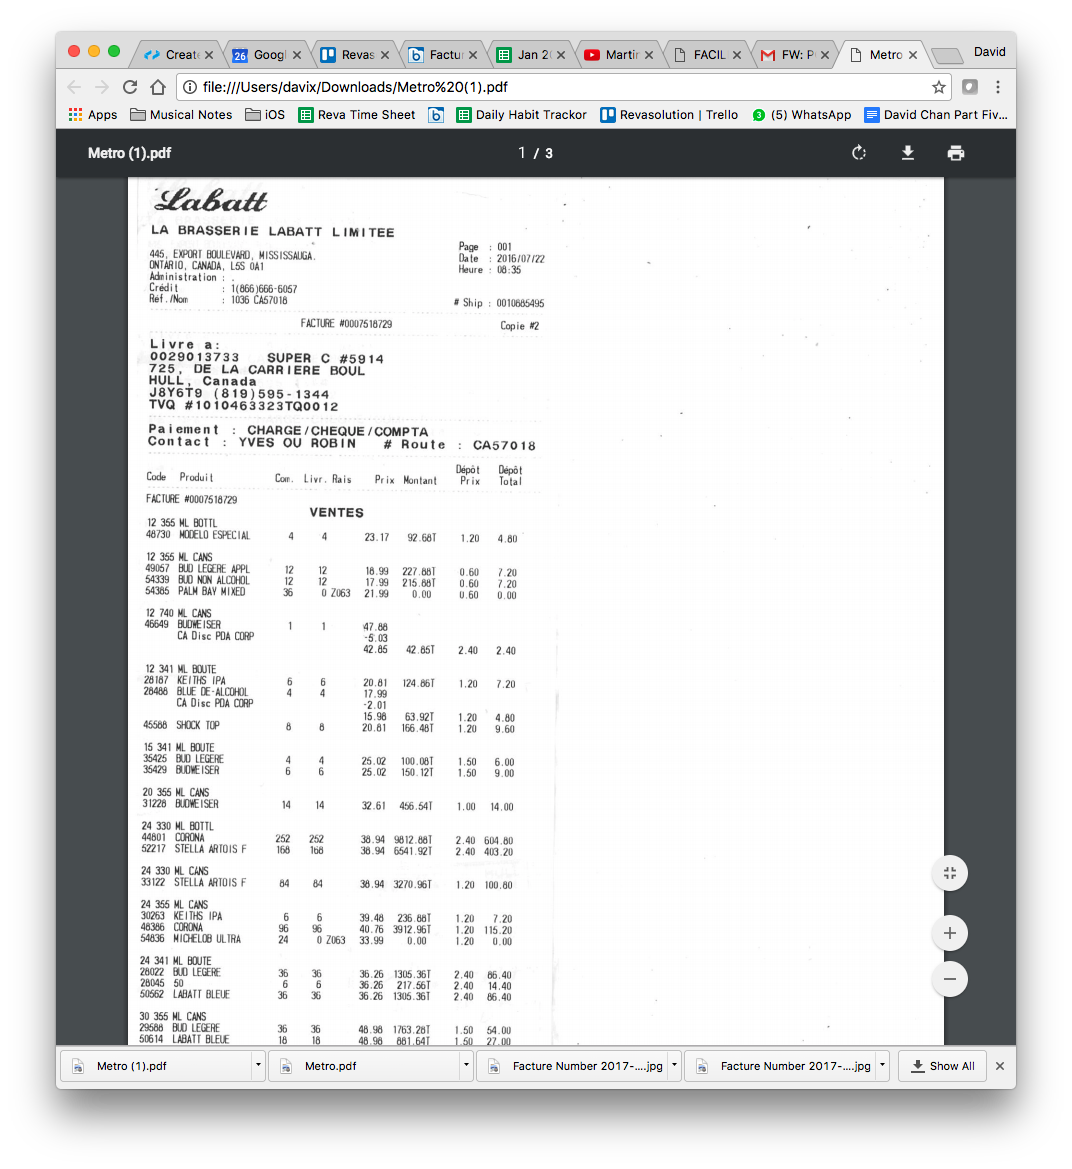 Create
26 Googl
Revas
Factur
Jan 2
Martin
FACIL
FW: P
Metro
David
file:///Users/davix/Downloads/Metro%20(1).pdf
Apps
Musical Notes
iOS
Reva Time Sheet
Daily Habit Trackor
Revasolution | Trello
3 (5) WhatsApp
David Chan Part Fiv...
Metro (1).pdf
1 / 3
Labatt
LA BRASSERIE LABATT LIMITEE
445, EXPORT BOULEVARD, MISSISSAUGA. Page : 001
ONTARIO, CANADA, L5S 0A1 Date : 2016/07/22
Administration : . Heure : 08:35
Crédit : 1(866)666-6057
Réf./Nom : 1036 CA57018 # Ship : 0010885495
FACTURE #0007518729 Copie #2
Livre a:
0029013733 SUPER C #5914
725, DE LA CARRIERE BOUL
HULL, Canada
J8Y6T9 (819)595-1344
TVQ #1010463323TQ0012
Paiement : CHARGE/CHEQUE/COMPTA
Contact : YVES OU ROBIN # Route : CA57018
Dépôt Dépôt
Code Produit Com. Livr. Rais Prix Montant Prix Total
FACTURE #0007518729
VENTES
12 355 ML BOTTL
48730 MODELO ESPECIAL 4 4 23.17 92.68T 1.20 4.80
12 355 ML CANS
49057 BUD LEGERE APPL 12 12 18.99 227.88T 0.60 7.20
54339 BUD NON ALCOHOL 12 12 17.99 215.88T 0.60 7.20
54385 PALM BAY MIXED 36 0 Z063 21.99 0.00 0.60 0.00
12 740 ML CANS
46649 BUDWEISER 1 1 47.88
CA Disc PDA CORP -5.03
42.85 42.85T 2.40 2.40
12 341 ML BOUTE
28187 KEITHS IPA 6 6 20.81 124.86T 1.20 7.20
28488 BLUE DE-ALCOHOL 4 4 17.99
CA Disc PDA CORP -2.01
15.98 63.92T 1.20 4.80
45588 SHOCK TOP 8 8 20.81 166.48T 1.20 9.60
15 341 ML BOUTE
35425 BUD LEGERE 4 4 25.02 100.08T 1.50 6.00
35429 BUDWEISER 6 6 25.02 150.12T 1.50 9.00
20 355 ML CANS
31228 BUDWEISER 14 14 32.61 456.54T 1.00 14.00
24 330 ML BOTTL
44801 CORONA 252 252 38.94 9812.88T 2.40 604.80
52217 STELLA ARTOIS F 168 168 38.94 6541.92T 2.40 403.20
24 330 ML CANS
33122 STELLA ARTOIS F 84 84 38.94 3270.96T 1.20 100.80
24 355 ML CANS
30263 KEITHS IPA 6 6 39.48 236.88T 1.20 7.20
48386 CORONA 96 96 40.76 3912.96T 1.20 115.20
54836 MICHELOB ULTRA 24 0 Z063 33.99 0.00 1.20 0.00
24 341 ML BOUTE
28022 BUD LEGERE 36 36 36.26 1305.36T 2.40 86.40
28045 50 6 6 36.26 217.56T 2.40 14.40
50562 LABATT BLEUE 36 36 36.26 1305.36T 2.40 86.40
30 355 ML CANS
29588 BUD LEGERE 36 36 48.98 1763.28T 1.50 54.00
50614 LABATT BLEUE 18 18 48.98 881.64T 1.50 27.00
Metro (1).pdf
Metro.pdf
Facture Number 2017-....jpg
Facture Number 2017-....jpg
Show All